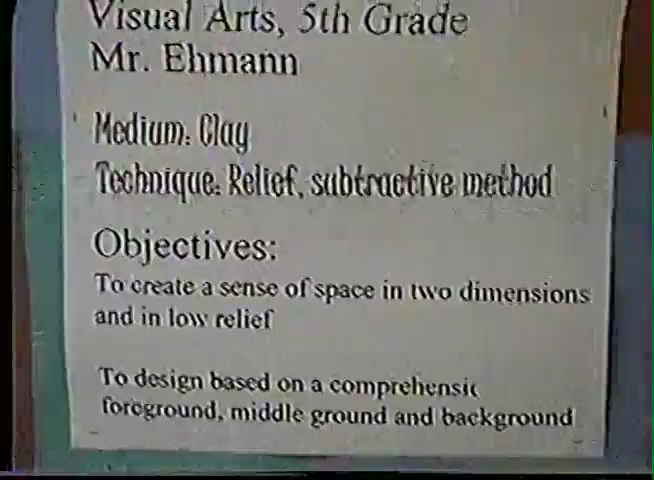 Visual Arts, 5th Grade
Mr. Ehmann
Medium: Clay
Technique: Relief, subtractive method
Objectives:
To create a sense of space in two dimensions
and in low relief
To design based on a comprehensic
foreground, middle ground and background